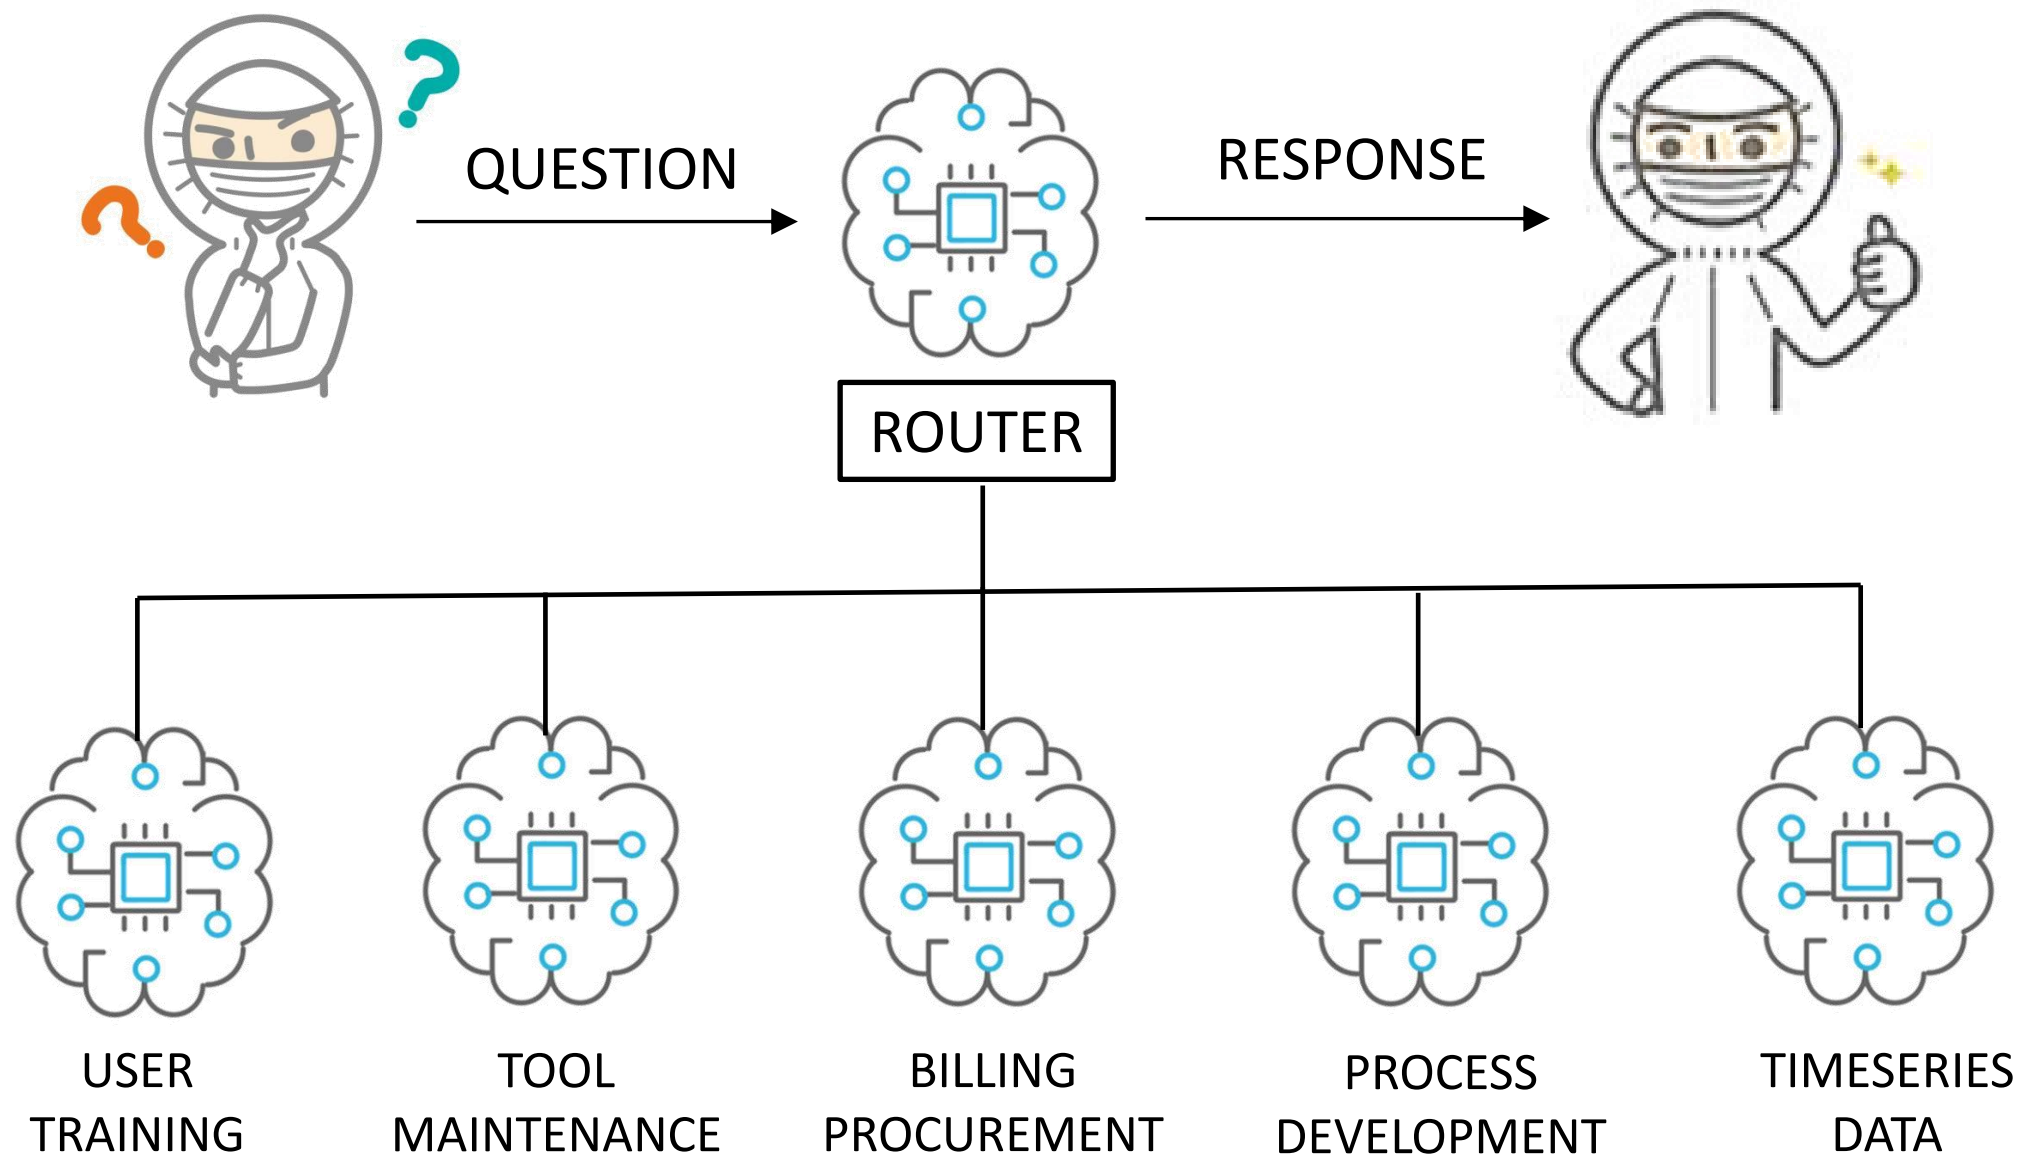 QUESTION
RESPONSE
ROUTER
USER
TRAINING
TOOL
MAINTENANCE
BILLING
PROCUREMENT
PROCESS
DEVELOPMENT
TIMESERIES
DATA